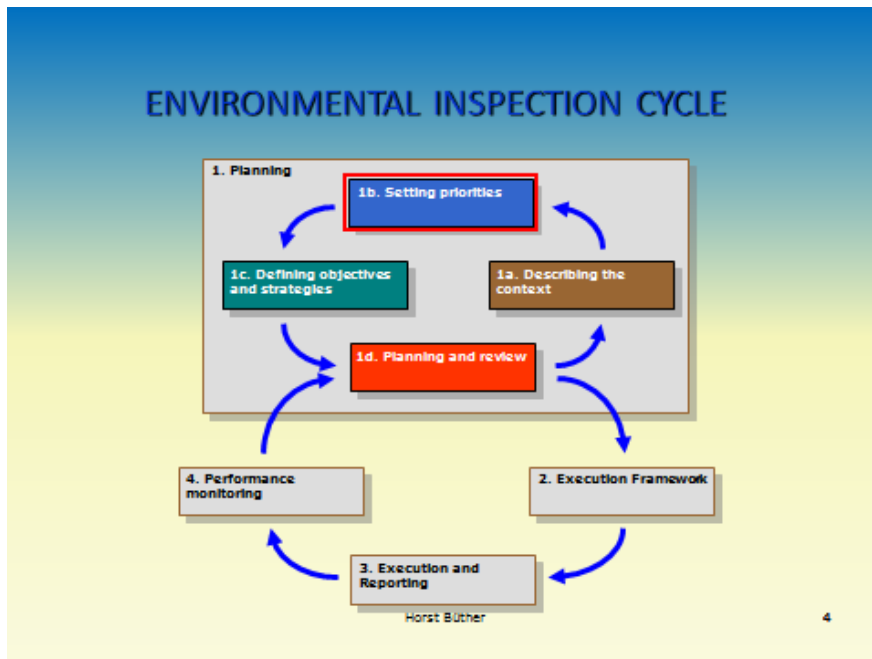 ENVIRONMENTAL INSPECTION CYCLE
1. Planning
1b. Setting priorities
1c. Defining objectives
and strategies
1a. Describing the
context
1d. Planning and review
4. Performance
monitoring
2. Execution Framework
3. Execution and
Reporting
Horst Büther
4